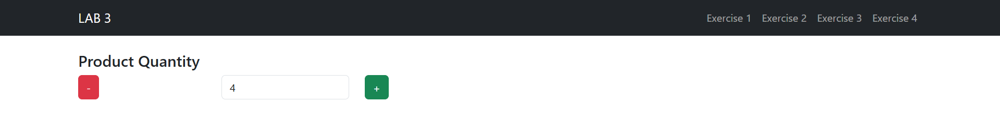 LAB 3 Exercise 1 Exercise 2 Exercise 3 Exercise 4
Product Quantity
- 4 +